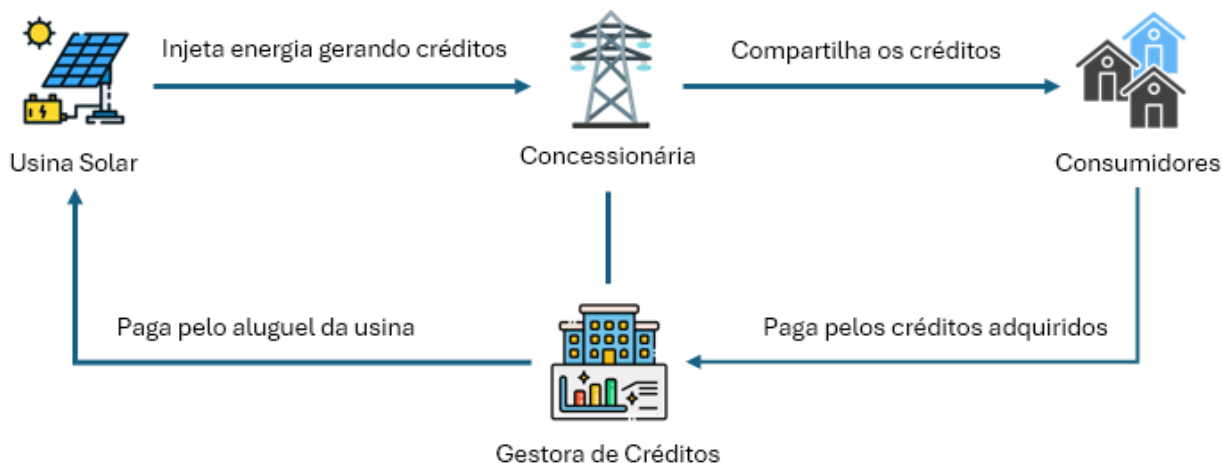 Injeta energia gerando créditos
Compartilha os créditos
Usina Solar
Concessionária
Consumidores
Paga pelo aluguel da usina
Paga pelos créditos adquiridos
Gestora de Créditos